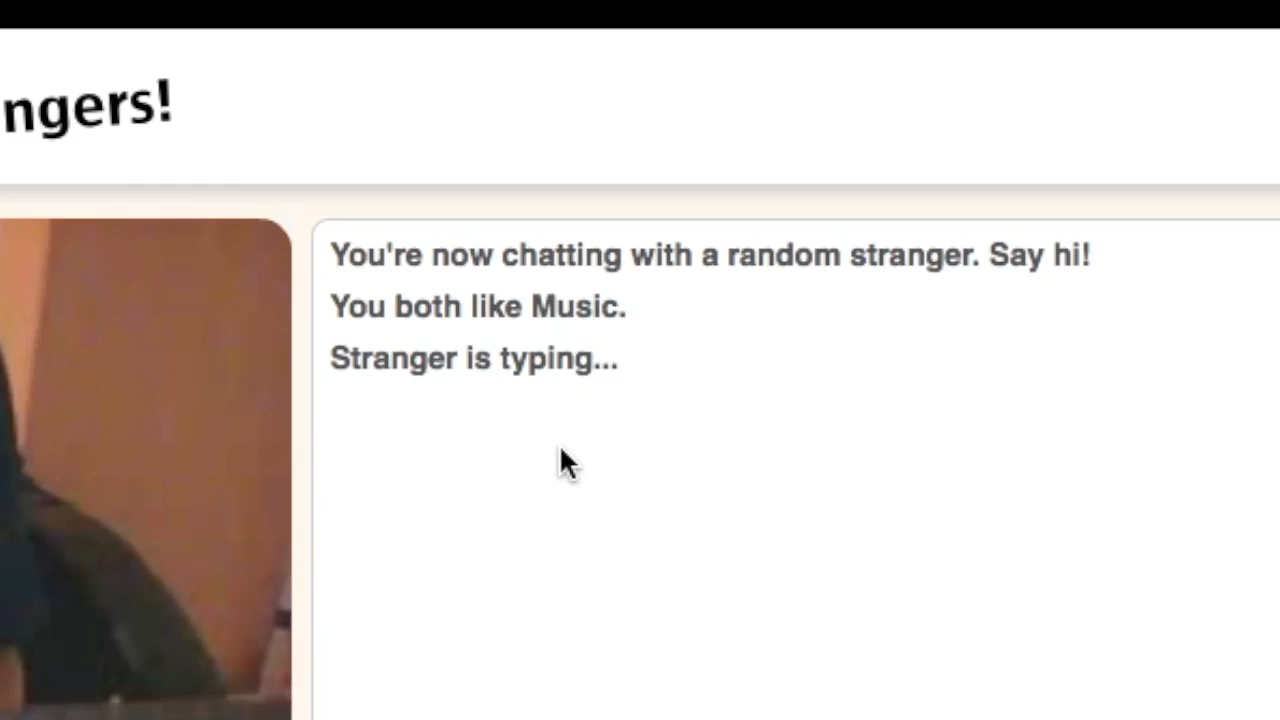 ngers!
You're now chatting with a random stranger. Say hi!
You both like Music.
Stranger is typing...